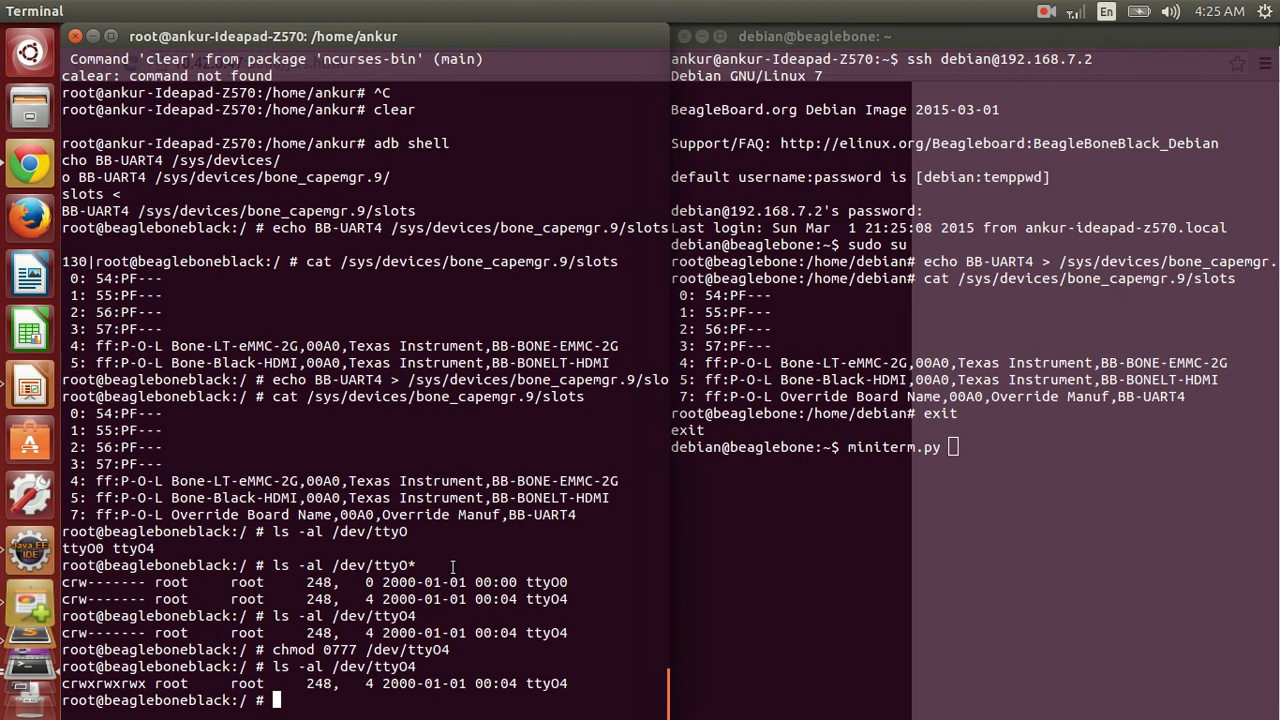 Terminal
En
4:25 AM
root@ankur-Ideapad-Z570: /home/ankur
Command 'clear' from package 'ncurses-bin' (main)
calear: command not found
root@ankur-Ideapad-Z570:/home/ankur# ^C
root@ankur-Ideapad-Z570:/home/ankur# clear
root@ankur-Ideapad-Z570:/home/ankur# adb shell
echo BB-UART4 /sys/devices/
o BB-UART4 /sys/devices/bone_capemgr.9/
slots <
BB-UART4 /sys/devices/bone_capemgr.9/slots
root@beagleboneblack:/ # echo BB-UART4 /sys/devices/bone_capemgr.9/slots
130|root@beagleboneblack:/ # cat /sys/devices/bone_capemgr.9/slots
0: 54:PF---
1: 55:PF---
2: 56:PF---
3: 57:PF---
4: ff:P-O-L Bone-LT-eMMC-2G,00A0,Texas Instrument,BB-BONE-EMMC-2G
5: ff:P-O-L Bone-Black-HDMI,00A0,Texas Instrument,BB-BONELT-HDMI
root@beagleboneblack:/ # echo BB-UART4 > /sys/devices/bone_capemgr.9/slo
root@beagleboneblack:/ # cat /sys/devices/bone_capemgr.9/slots
0: 54:PF---
1: 55:PF---
2: 56:PF---
3: 57:PF---
4: ff:P-O-L Bone-LT-eMMC-2G,00A0,Texas Instrument,BB-BONE-EMMC-2G
5: ff:P-O-L Bone-Black-HDMI,00A0,Texas Instrument,BB-BONELT-HDMI
7: ff:P-O-L Override Board Name,00A0,Override Manuf,BB-UART4
root@beagleboneblack:/ # ls -al /dev/ttyO
ttyO0 ttyO4
root@beagleboneblack:/ # ls -al /dev/ttyO*
crw------- root root 248, 0 2000-01-01 00:00 ttyO0
crw------- root root 248, 4 2000-01-01 00:04 ttyO4
root@beagleboneblack:/ # ls -al /dev/ttyO4
crw------- root root 248, 4 2000-01-01 00:04 ttyO4
root@beagleboneblack:/ # chmod 0777 /dev/ttyO4
root@beagleboneblack:/ # ls -al /dev/ttyO4
crwxrwxrwx root root 248, 4 2000-01-01 00:04 ttyO4
root@beagleboneblack:/ #
debian@beaglebone: ~
ankur@ankur-Ideapad-Z570:~$ ssh debian@192.168.7.2
Debian GNU/Linux 7
BeagleBoard.org Debian Image 2015-03-01
Support/FAQ: http://elinux.org/Beagleboard:BeagleBoneBlack_Debian
default username:password is [debian:temppwd]
debian@192.168.7.2's password:
Last login: Sun Mar 1 21:25:08 2015 from ankur-ideapad-z570.local
debian@beaglebone:~$ sudo su
root@beaglebone:/home/debian# echo BB-UART4 > /sys/devices/bone_capemgr.
root@beaglebone:/home/debian# cat /sys/devices/bone_capemgr.9/slots
0: 54:PF---
1: 55:PF---
2: 56:PF---
3: 57:PF---
4: ff:P-O-L Bone-LT-eMMC-2G,00A0,Texas Instrument,BB-BONE-EMMC-2G
5: ff:P-O-L Bone-Black-HDMI,00A0,Texas Instrument,BB-BONELT-HDMI
7: ff:P-O-L Override Board Name,00A0,Override Manuf,BB-UART4
root@beaglebone:/home/debian# exit
exit
debian@beaglebone:~$ miniterm.py